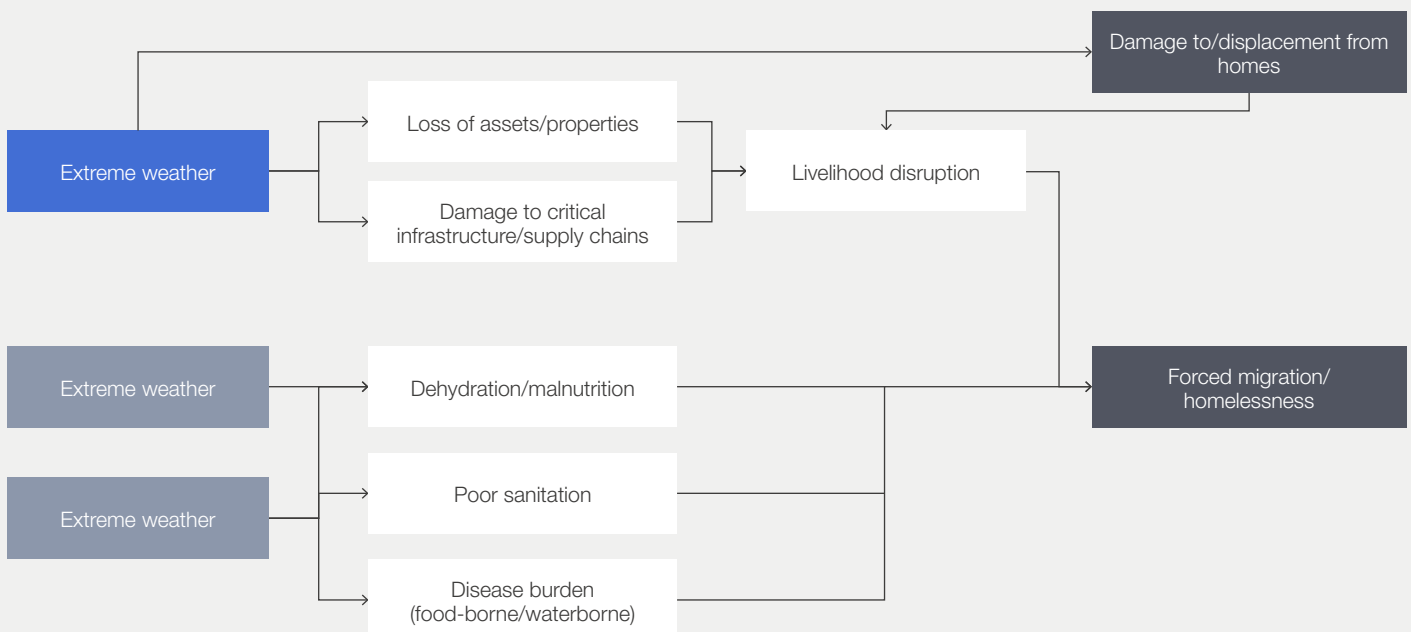 Damage to/displacement from
homes
Extreme weather
Loss of assets/properties
Damage to critical
infrastructure/supply chains
Livelihood disruption
Extreme weather
Dehydration/malnutrition
Forced migration/
homelessness
Extreme weather
Poor sanitation
Disease burden
(food-borne/waterborne)